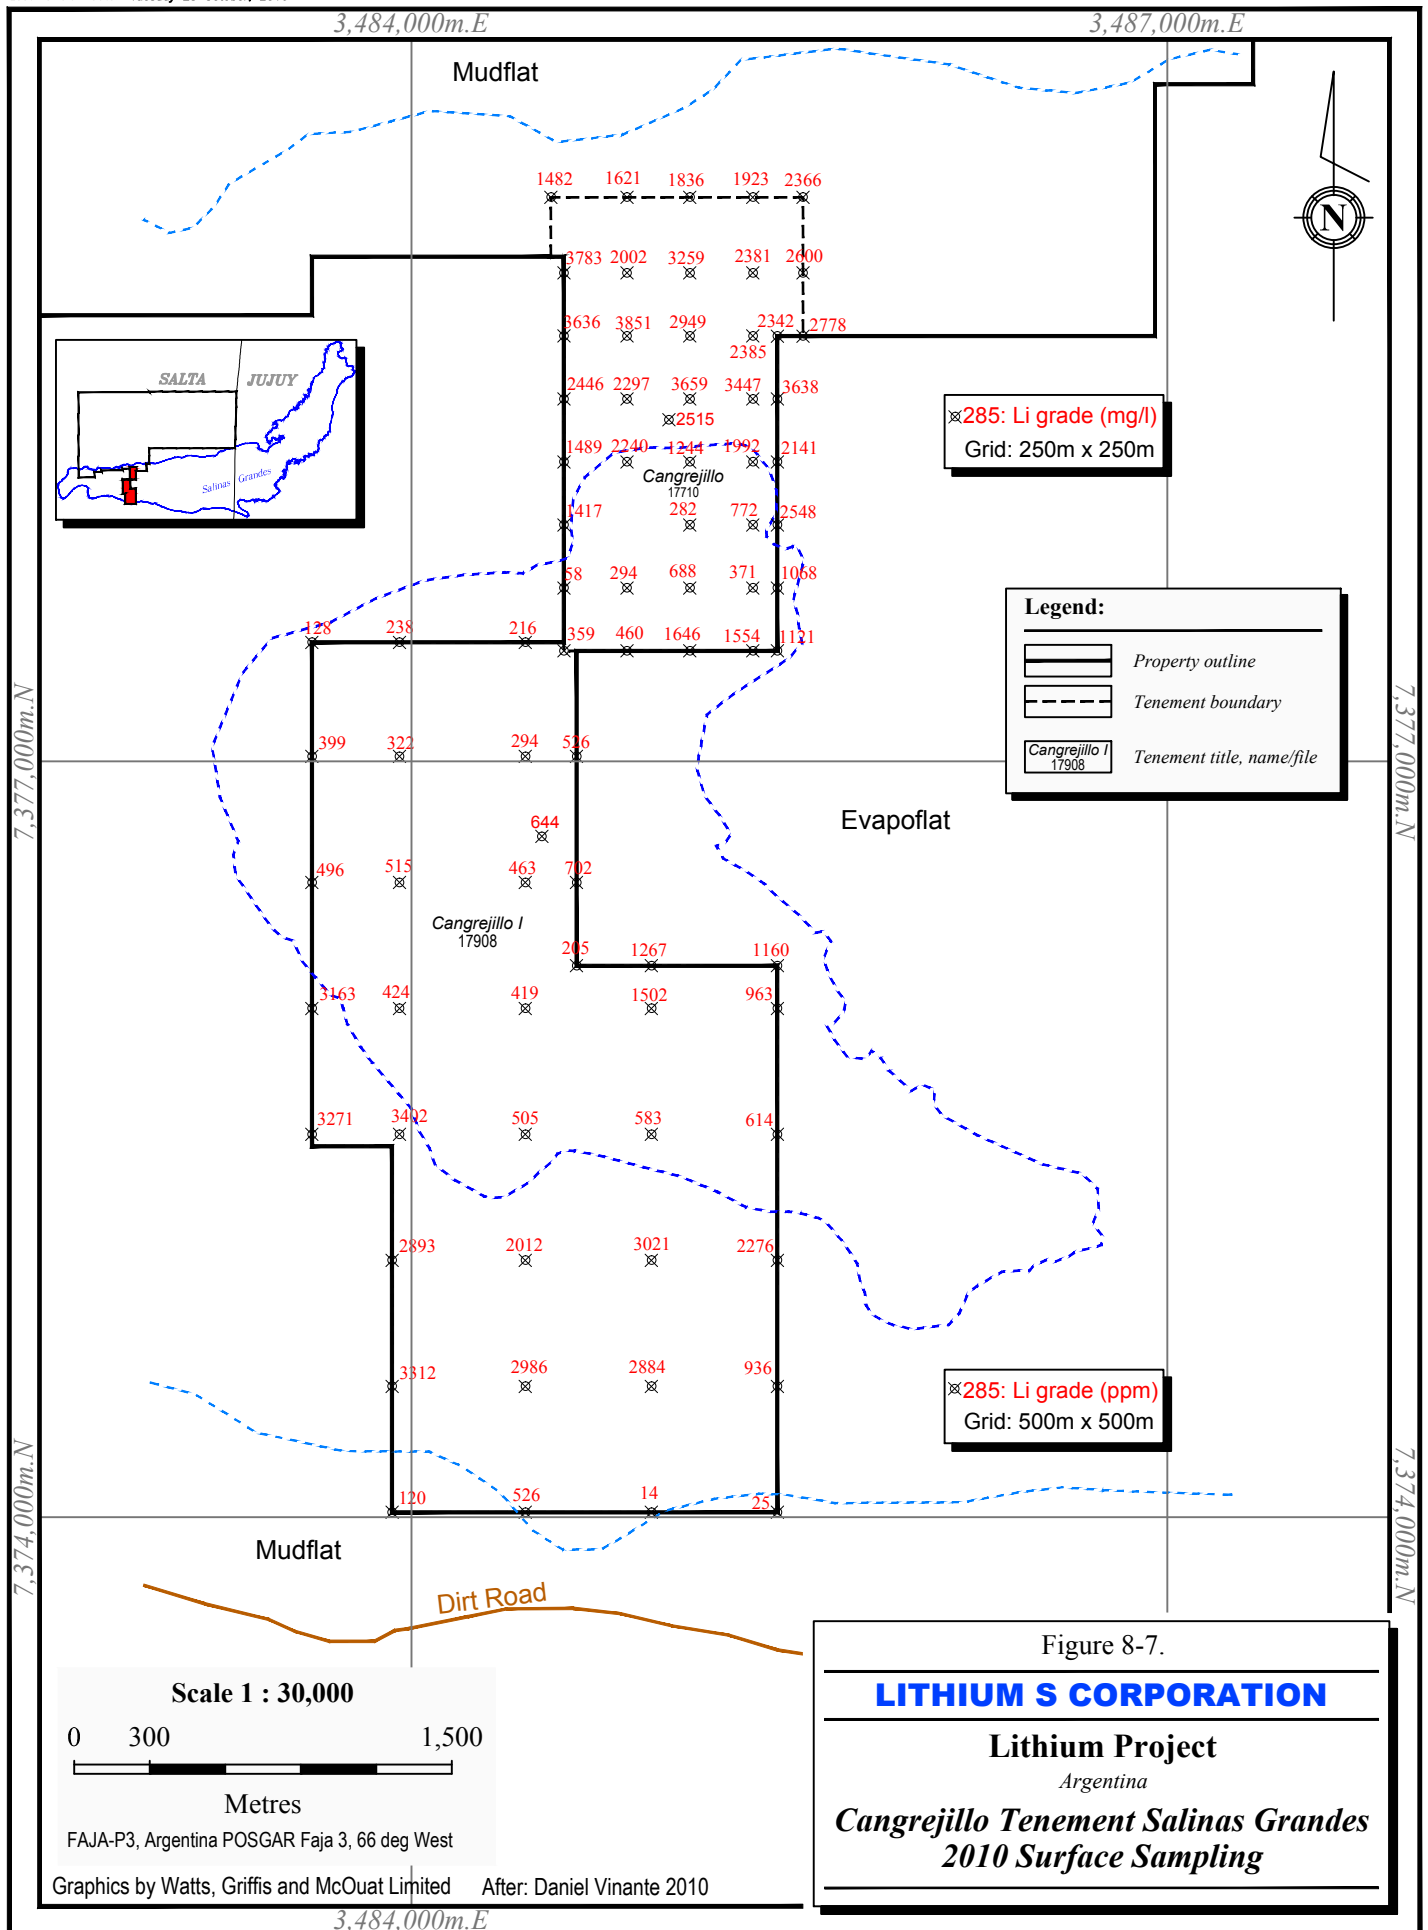 3,484,000m.E 3,487,000m.E
Mudflat
1482 1621 1836 1923 2366
3783 2002 3259 2381 2600
3636 3851 2949 2342 2778
2385
SALTA JUJUY
Salinas Grandes
2446 2297 3659 3447 3638
2515
285: Li grade (mg/l)
Grid: 250m x 250m
1489 2240 1244 1992 2141
Cangrejillo
17710
1417 282 772 2548
58 294 688 371 1068
128 238 216 359 460 1646 1554 1121
Legend:
Property outline
Tenement boundary
Cangrejillo I
17908
Tenement title, name/file
7,377,000m.N
7,377,000m.N
399 322 294 526
644
Evapoflat
496 515 463 702
Cangrejillo I
17908
205 1267 1160
3163 424 419 1502 963
3271 3402 505 583 614
2893 2012 3021 2276
3312 2986 2884 936
285: Li grade (ppm)
Grid: 500m x 500m
7,374,000m.N
7,374,000m.N
120 526 14 25
Mudflat
Dirt Road
Scale 1 : 30,000
0 300 1,500
Metres
FAJA-P3, Argentina POSGAR Faja 3, 66 deg West
Graphics by Watts, Griffis and McOuat Limited After: Daniel Vinante 2010
3,484,000m.E
Figure 8-7.
LITHIUM S CORPORATION
Lithium Project
Argentina
Cangrejillo Tenement Salinas Grandes
2010 Surface Sampling
N